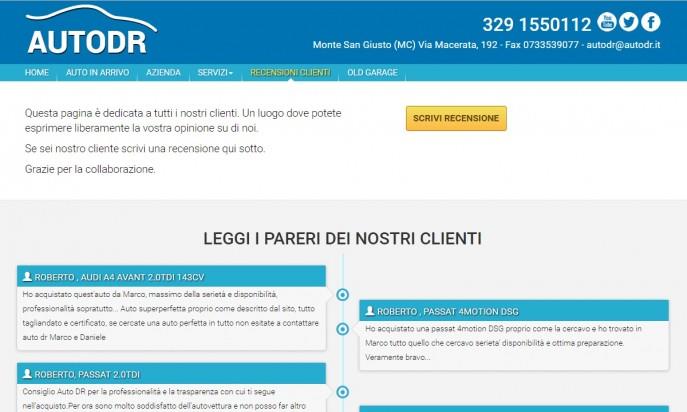 AUTODR
329 1550112
You Tube
Monte San Giusto (MC) Via Macerata, 192 - Fax 0733539077 - autodr@autodr.it
HOME AUTO IN ARRIVO AZIENDA SERVIZI RECENSIONI CLIENTI OLD GARAGE
Questa pagina è dedicata a tutti i nostri clienti. Un luogo dove potete
esprimere liberamente la vostra opinione su di noi.
Se sei nostro cliente scrivi una recensione qui sotto.
Grazie per la collaborazione.
SCRIVI RECENSIONE
LEGGI I PARERI DEI NOSTRI CLIENTI
ROBERTO , AUDI A4 AVANT 2.0TDI 143CV
Ho acquistato quest'auto da Marco, massimo della serietà e disponibilità,
professionalità sopratutto... Auto superperfetta proprio come descritto dal sito, tutto
tagliandato e certificato, se cercate una auto perfetta in tutto non esitate a contattare
auto dr Marco e Daniele
ROBERTO , PASSAT 4MOTION DSG
Ho acquistato una passat 4motion DSG proprio come la cercavo e ho trovato in
Marco tutto quello che cercavo serieta' disponibilità e ottima preparazione.
Veramente bravo...
ROBERTO, PASSAT 2.0TDI
Consiglio Auto DR per la professionalità e la trasparenza con cui ti segue
nell'acquisto.Per ora sono molto soddisfatto dell'autovettura e non posso far altro